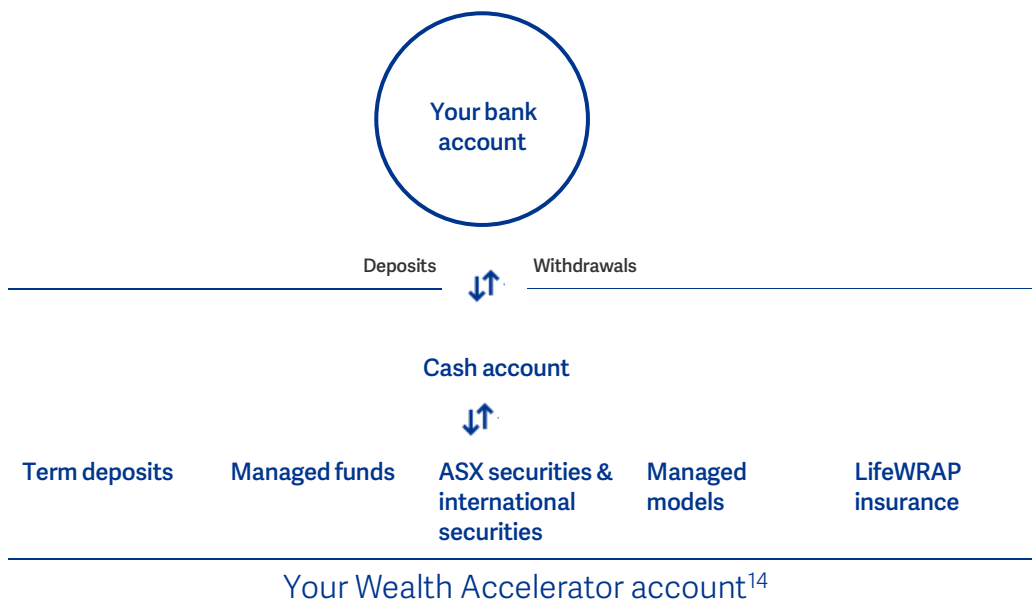 Your bank
account
Deposits
Withdrawals
Cash account
Term deposits
Managed funds
ASX securities &
international
securities
Managed
models
LifeWRAP
insurance
Your Wealth Accelerator account¹⁴